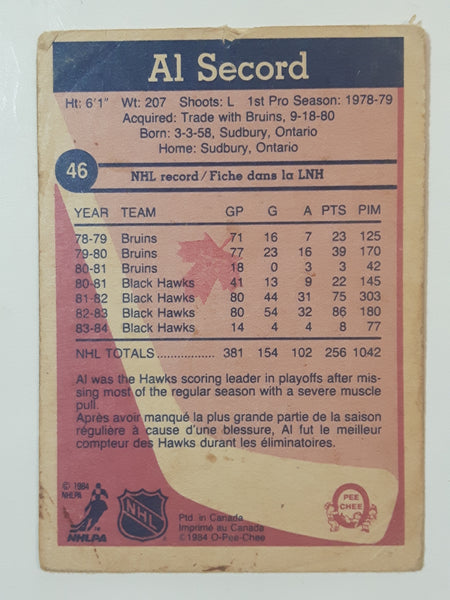 Al Secord
Ht: 6'1" Wt: 207 Shoots: L 1st Pro Season: 1978-79
Acquired: Trade with Bruins, 9-18-80
Born: 3-3-58, Sudbury, Ontario
Home: Sudbury, Ontario
46
NHL record/Fiche dans la LNH
YEAR TEAM GP G A PTS PIM
78-79 Bruins 71 16 7 23 125
79-80 Bruins 77 23 16 39 170
80-81 Bruins 18 0 3 3 42
80-81 Black Hawks 41 13 9 22 145
81-82 Black Hawks 80 44 31 75 303
82-83 Black Hawks 80 54 32 86 180
83-84 Black Hawks 14 4 4 8 77
NHL TOTALS................ 381 154 102 256 1042
Al was the Hawks scoring leader in playoffs after mis-
sing most of the regular season with a severe muscle
pull.
Après avoir manqué la plus grande partie de la saison
régulière à cause d'une blessure, Al fut le meilleur
compteur des Hawks durant les éliminatoires.
© 1984
NHLPA
NHLPA
NHL
Ptd. in Canada
Imprimé au Canada
©1984 O-Pee-Chee
O
PEE
CHEE